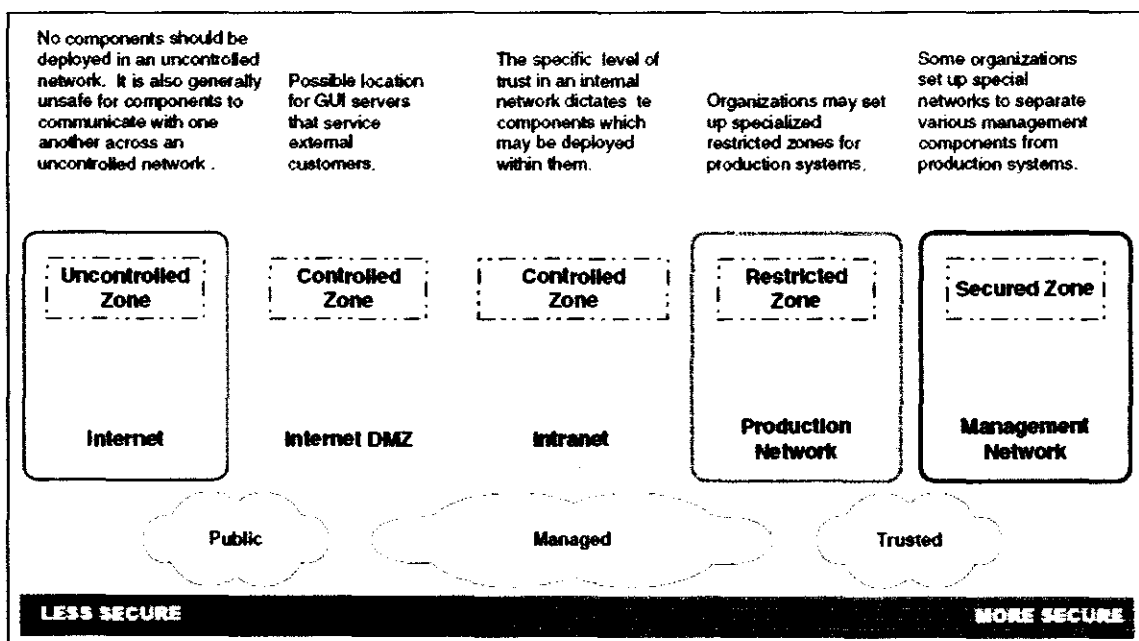 No components should be
deployed in an uncontrolled
network. It is also generally
unsafe for components to
communicate with one
another across an
uncontrolled network .
Possible location
for GUI servers
that service
external
customers.
The specific level of
trust in an internal
network dictates te
components which
may be deployed
within them.
Organizations may set
up specialized
restricted zones for
production systems.
Some organizations
set up special
networks to separate
various management
components from
production systems.
Uncontrolled
Zone
Controlled
Zone
Controlled
Zone
Restricted
Zone
Secured Zone
Internet
Internet DMZ
Intranet
Production
Network
Management
Network
Public
Managed
Trusted
LESS SECURE
MORE SECURE